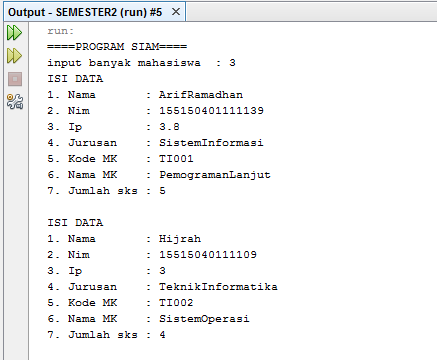 Output - SEMESTER2 (run) #5
run:
====PROGRAM SIAM====
input banyak mahasiswa  : 3
ISI DATA
1. Nama       : ArifRamadhan
2. Nim        : 155150401111139
3. Ip         : 3.8
4. Jurusan    : SistemInformasi
5. Kode MK    : TI001
6. Nama MK    : PemogramanLanjut
7. Jumlah sks : 5

ISI DATA
1. Nama       : Hijrah
2. Nim        : 15515040111109
3. Ip         : 3
4. Jurusan    : TeknikInformatika
5. Kode MK    : TI002
6. Nama MK    : SistemOperasi
7. Jumlah sks : 4